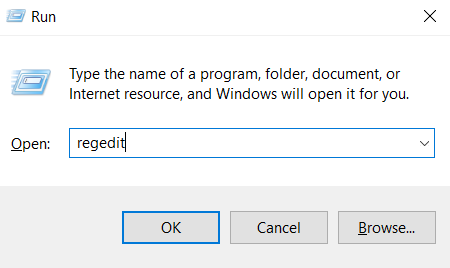 Run
Type the name of a program, folder, document, or
Internet resource, and Windows will open it for you.
Open: regedit
OK Cancel Browse...